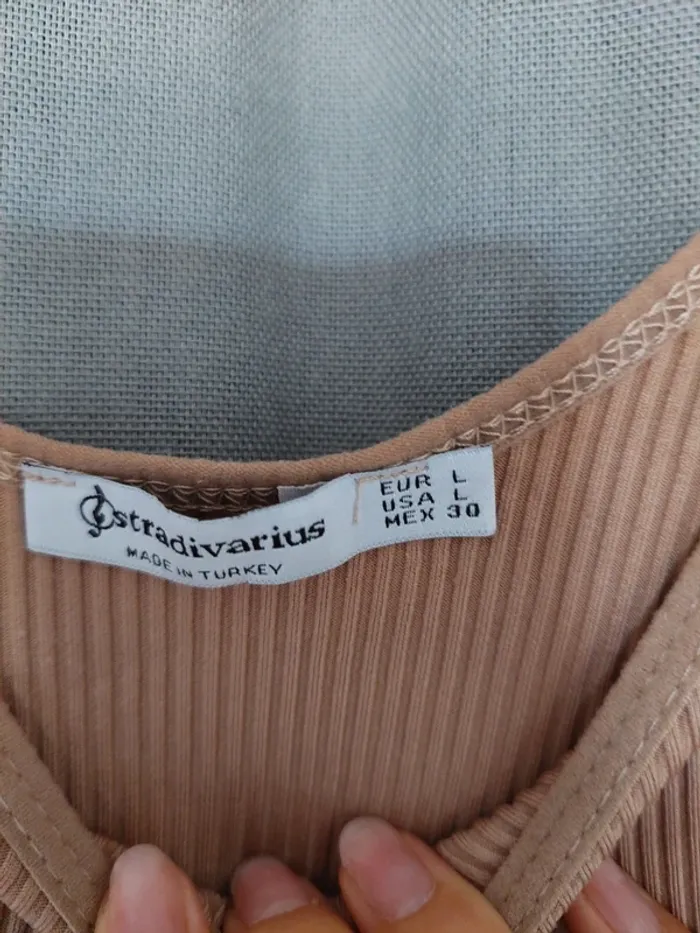 stradivarius
MADE IN TURKEY
EUR L
USA L
MEX 30